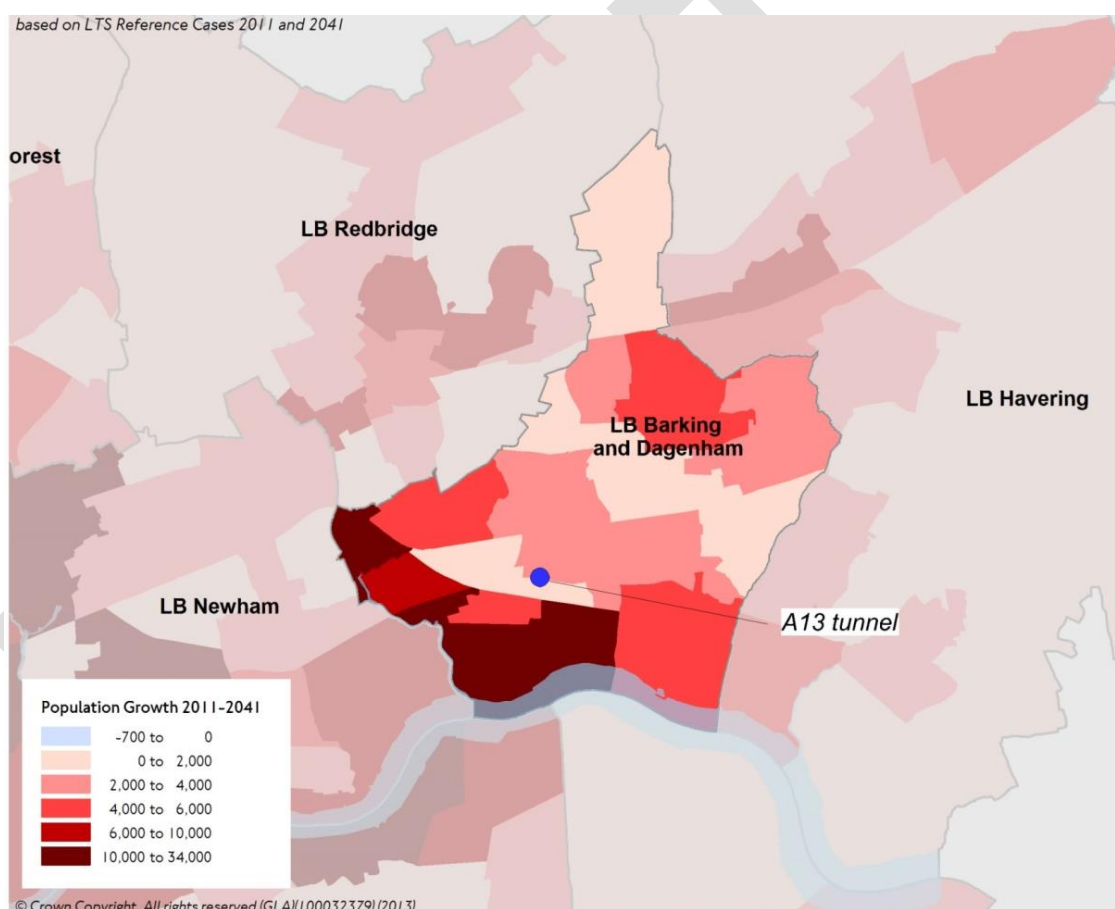 based on LTS Reference Cases 2011 and 2041
orest
LB Redbridge
LB Havering
LB Barking
and Dagenham
LB Newham
A13 tunnel
Population Growth 2011-2041
-700 to 0
0 to 2,000
2,000 to 4,000
4,000 to 6,000
6,000 to 10,000
10,000 to 34,000
© Crown Copyright. All rights reserved (GLA)(100032379)(2013)